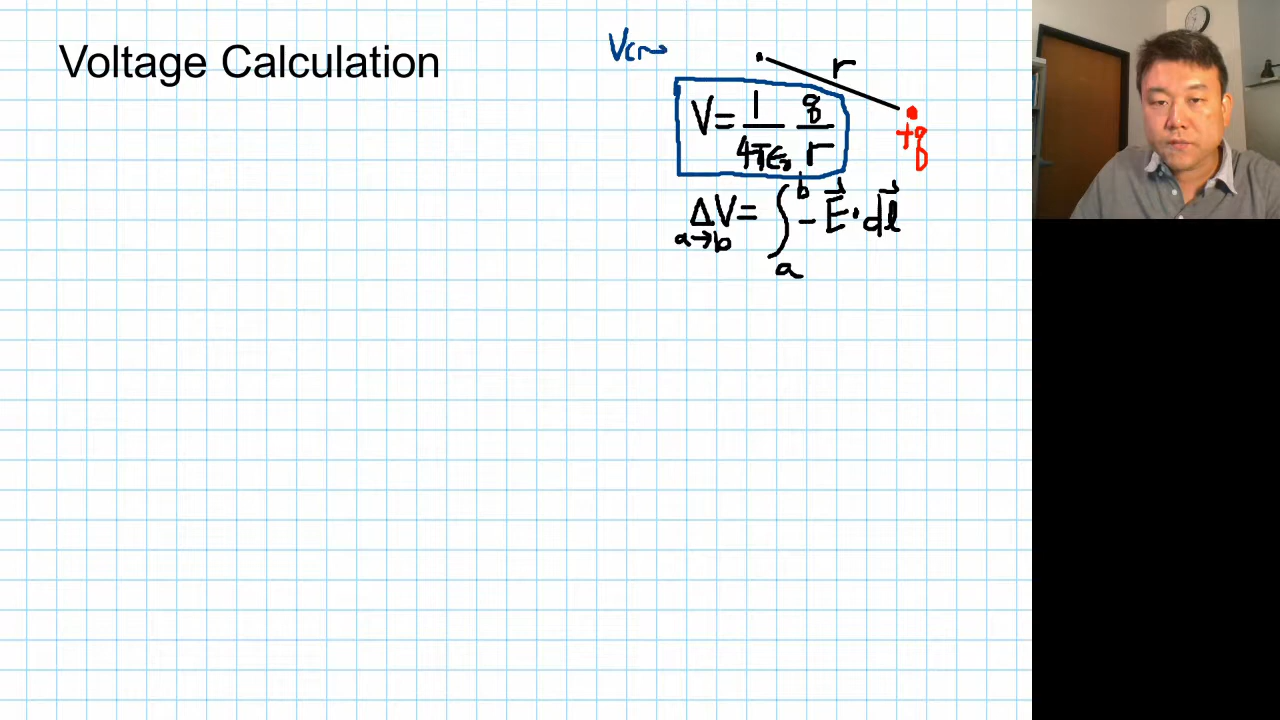 Voltage Calculation
V(r→
r
V = 1/4πε₀ q/r
+q
ΔV = ∫ₐᵇ -E⃗ · dl⃗
a→b